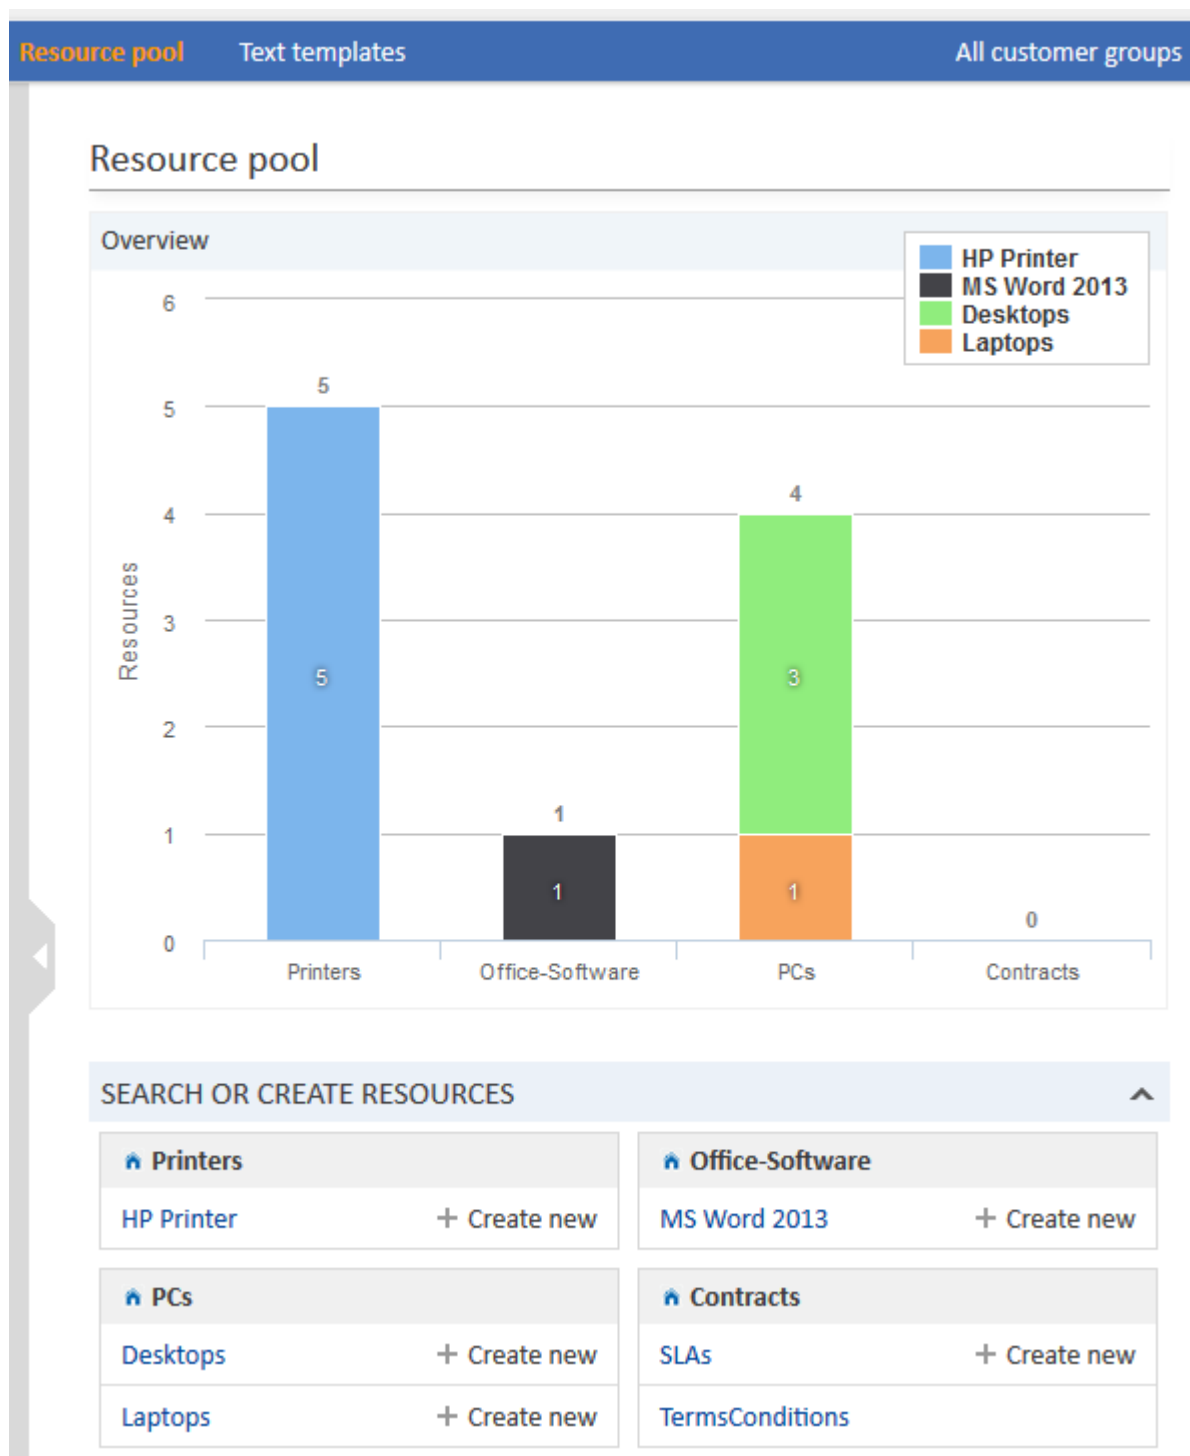 Resource pool Text templates All customer groups
Resource pool
Overview
HP Printer
MS Word 2013
Desktops
Laptops
6
5
4
3
2
1
0
Resources
5
5
1
1
4
3
1
0
Printers Office-Software PCs Contracts
SEARCH OR CREATE RESOURCES
Printers
HP Printer + Create new
Office-Software
MS Word 2013 + Create new
PCs
Desktops + Create new
Laptops + Create new
Contracts
SLAs + Create new
TermsConditions